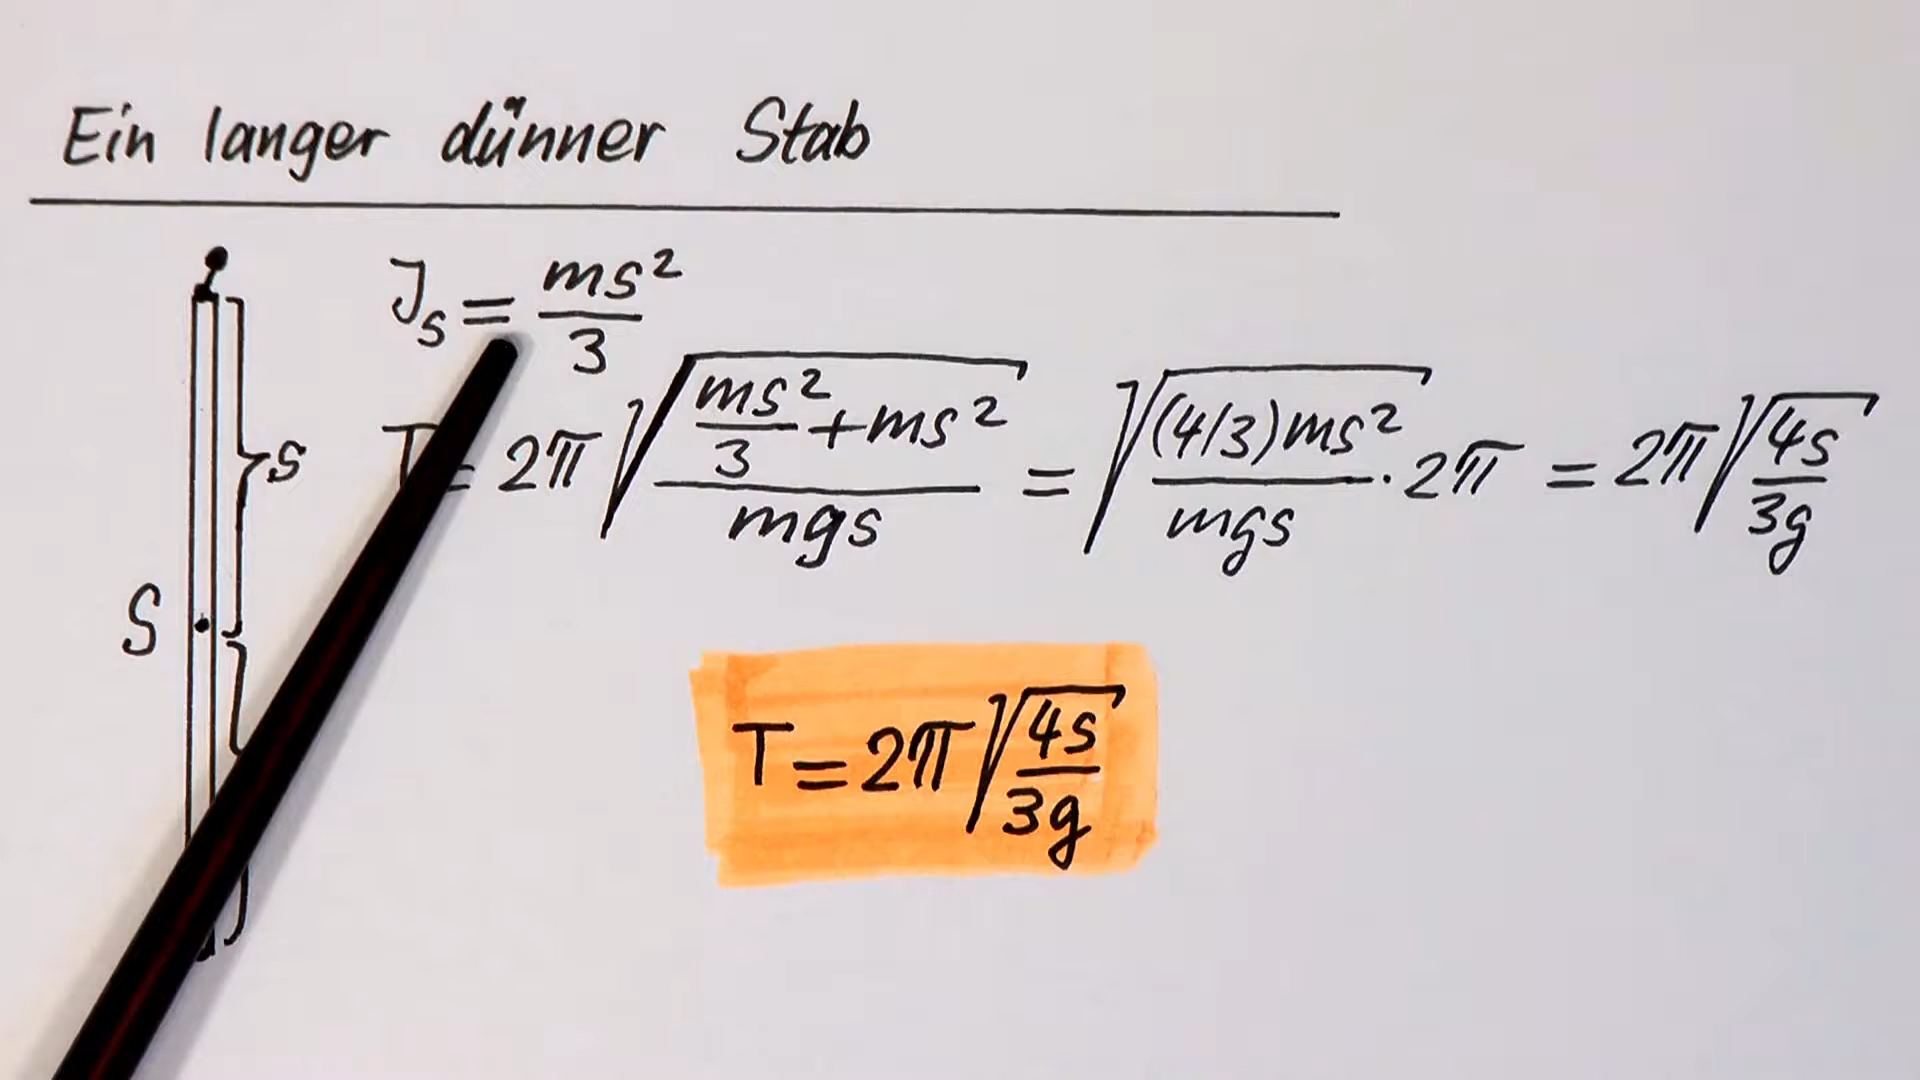 Ein langer dünner Stab
J_s = ms²/3
T = 2π √((ms²/3 + ms²)/(mgs)) = √((4/3)ms²/(mgs)) · 2π = 2π √(4s/(3g))
s
S
T = 2π √(4s/(3g))